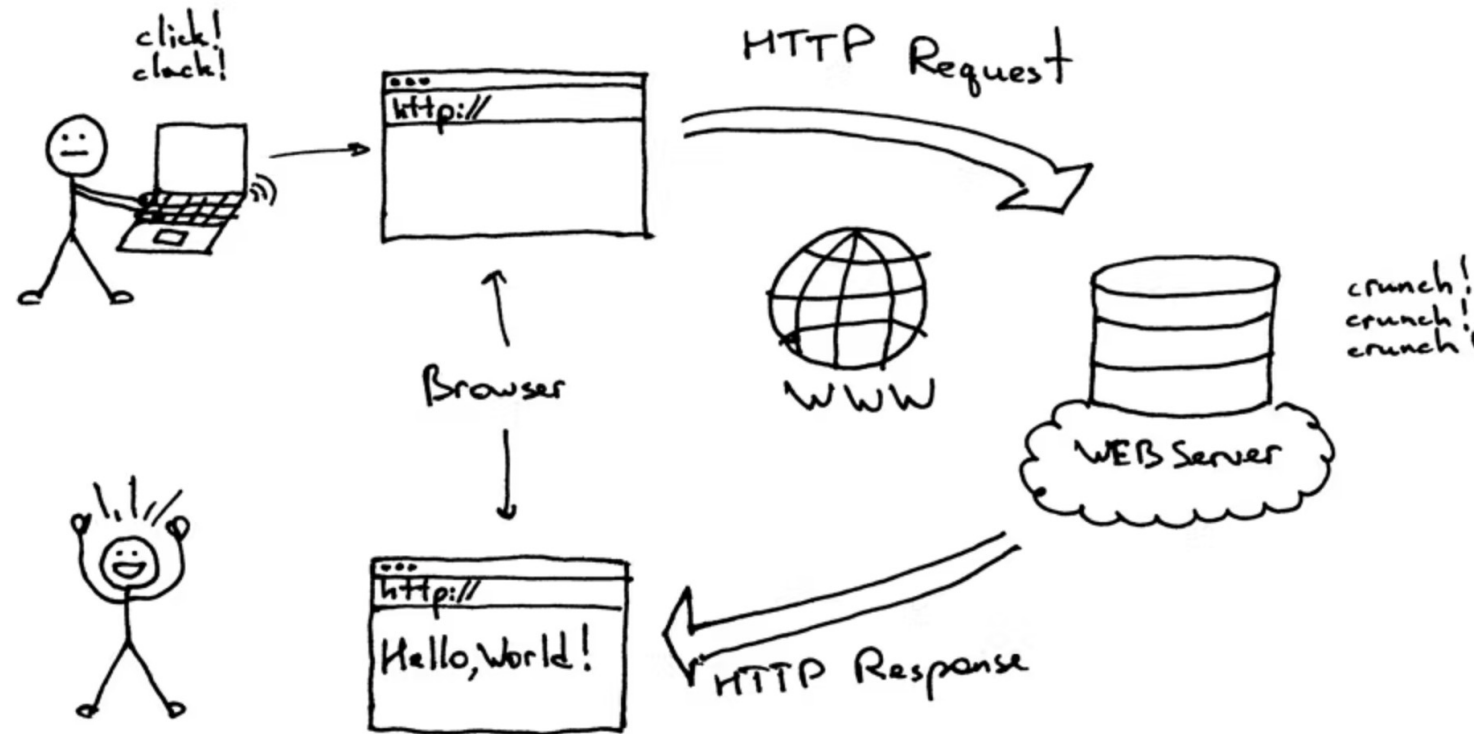 click!
clack!
HTTP Request
http://
crunch!
crunch!
crunch!
Browser
WWW
WEB Server
http://
Hello, World!
HTTP Response